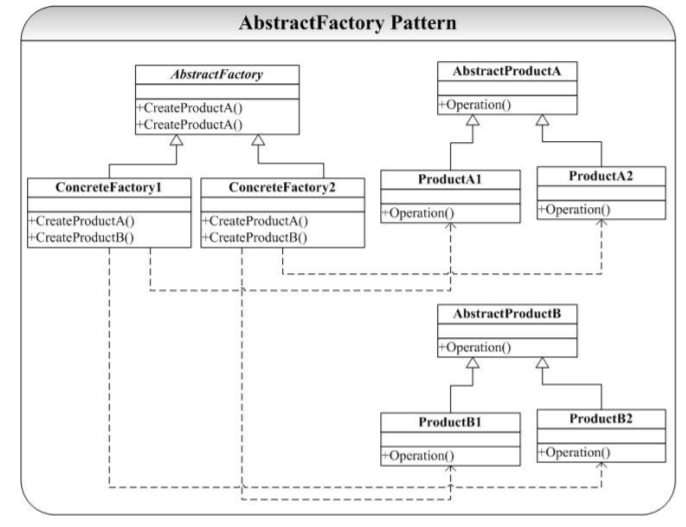 AbstractFactory Pattern
AbstractFactory
+CreateProductA()
+CreateProductA()
AbstractProductA
+Operation()
ConcreteFactory1
+CreateProductA()
+CreateProductB()
ConcreteFactory2
+CreateProductA()
+CreateProductB()
ProductA1
+Operation()
ProductA2
+Operation()
AbstractProductB
+Operation()
ProductB1
+Operation()
ProductB2
+Operation()